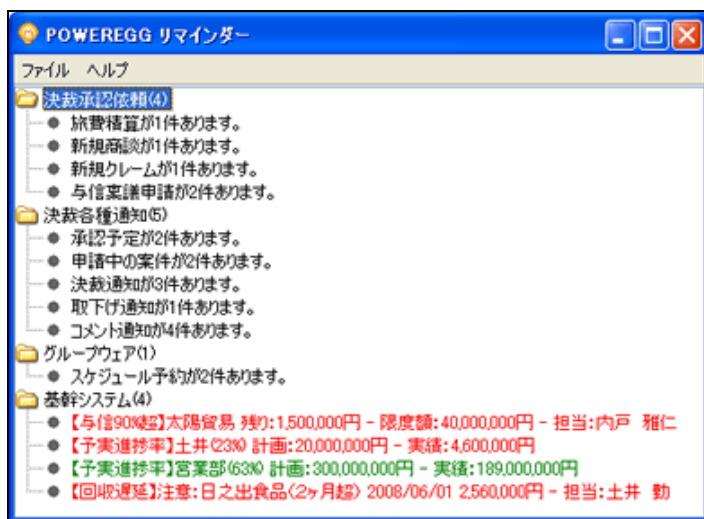 POWEREGG リマインダー
ファイル ヘルプ
決裁承認依頼(4)
旅費積算が1件あります。
新規商談が1件あります。
新規クレームが1件あります。
与信稟議申請が2件あります。
決裁各種通知(5)
承認予定が2件あります。
申請中の案件が2件あります。
決裁通知が3件あります。
取下げ通知が1件あります。
コメント通知が4件あります。
グループウェア(1)
スケジュール予約が2件あります。
基幹システム(4)
【与信90%超】太陽貿易 残り:1,500,000円 - 限度額:40,000,000円 - 担当:内戸 雅仁
【予実進捗率】土井(23%) 計画:20,000,000円 - 実績:4,600,000円
【予実進捗率】営業部(63%) 計画:300,000,000円 - 実績:189,000,000円
【回収遅延】注意:日之出食品(2ヶ月超) 2008/06/01 2,560,000円 - 担当:土井 勤